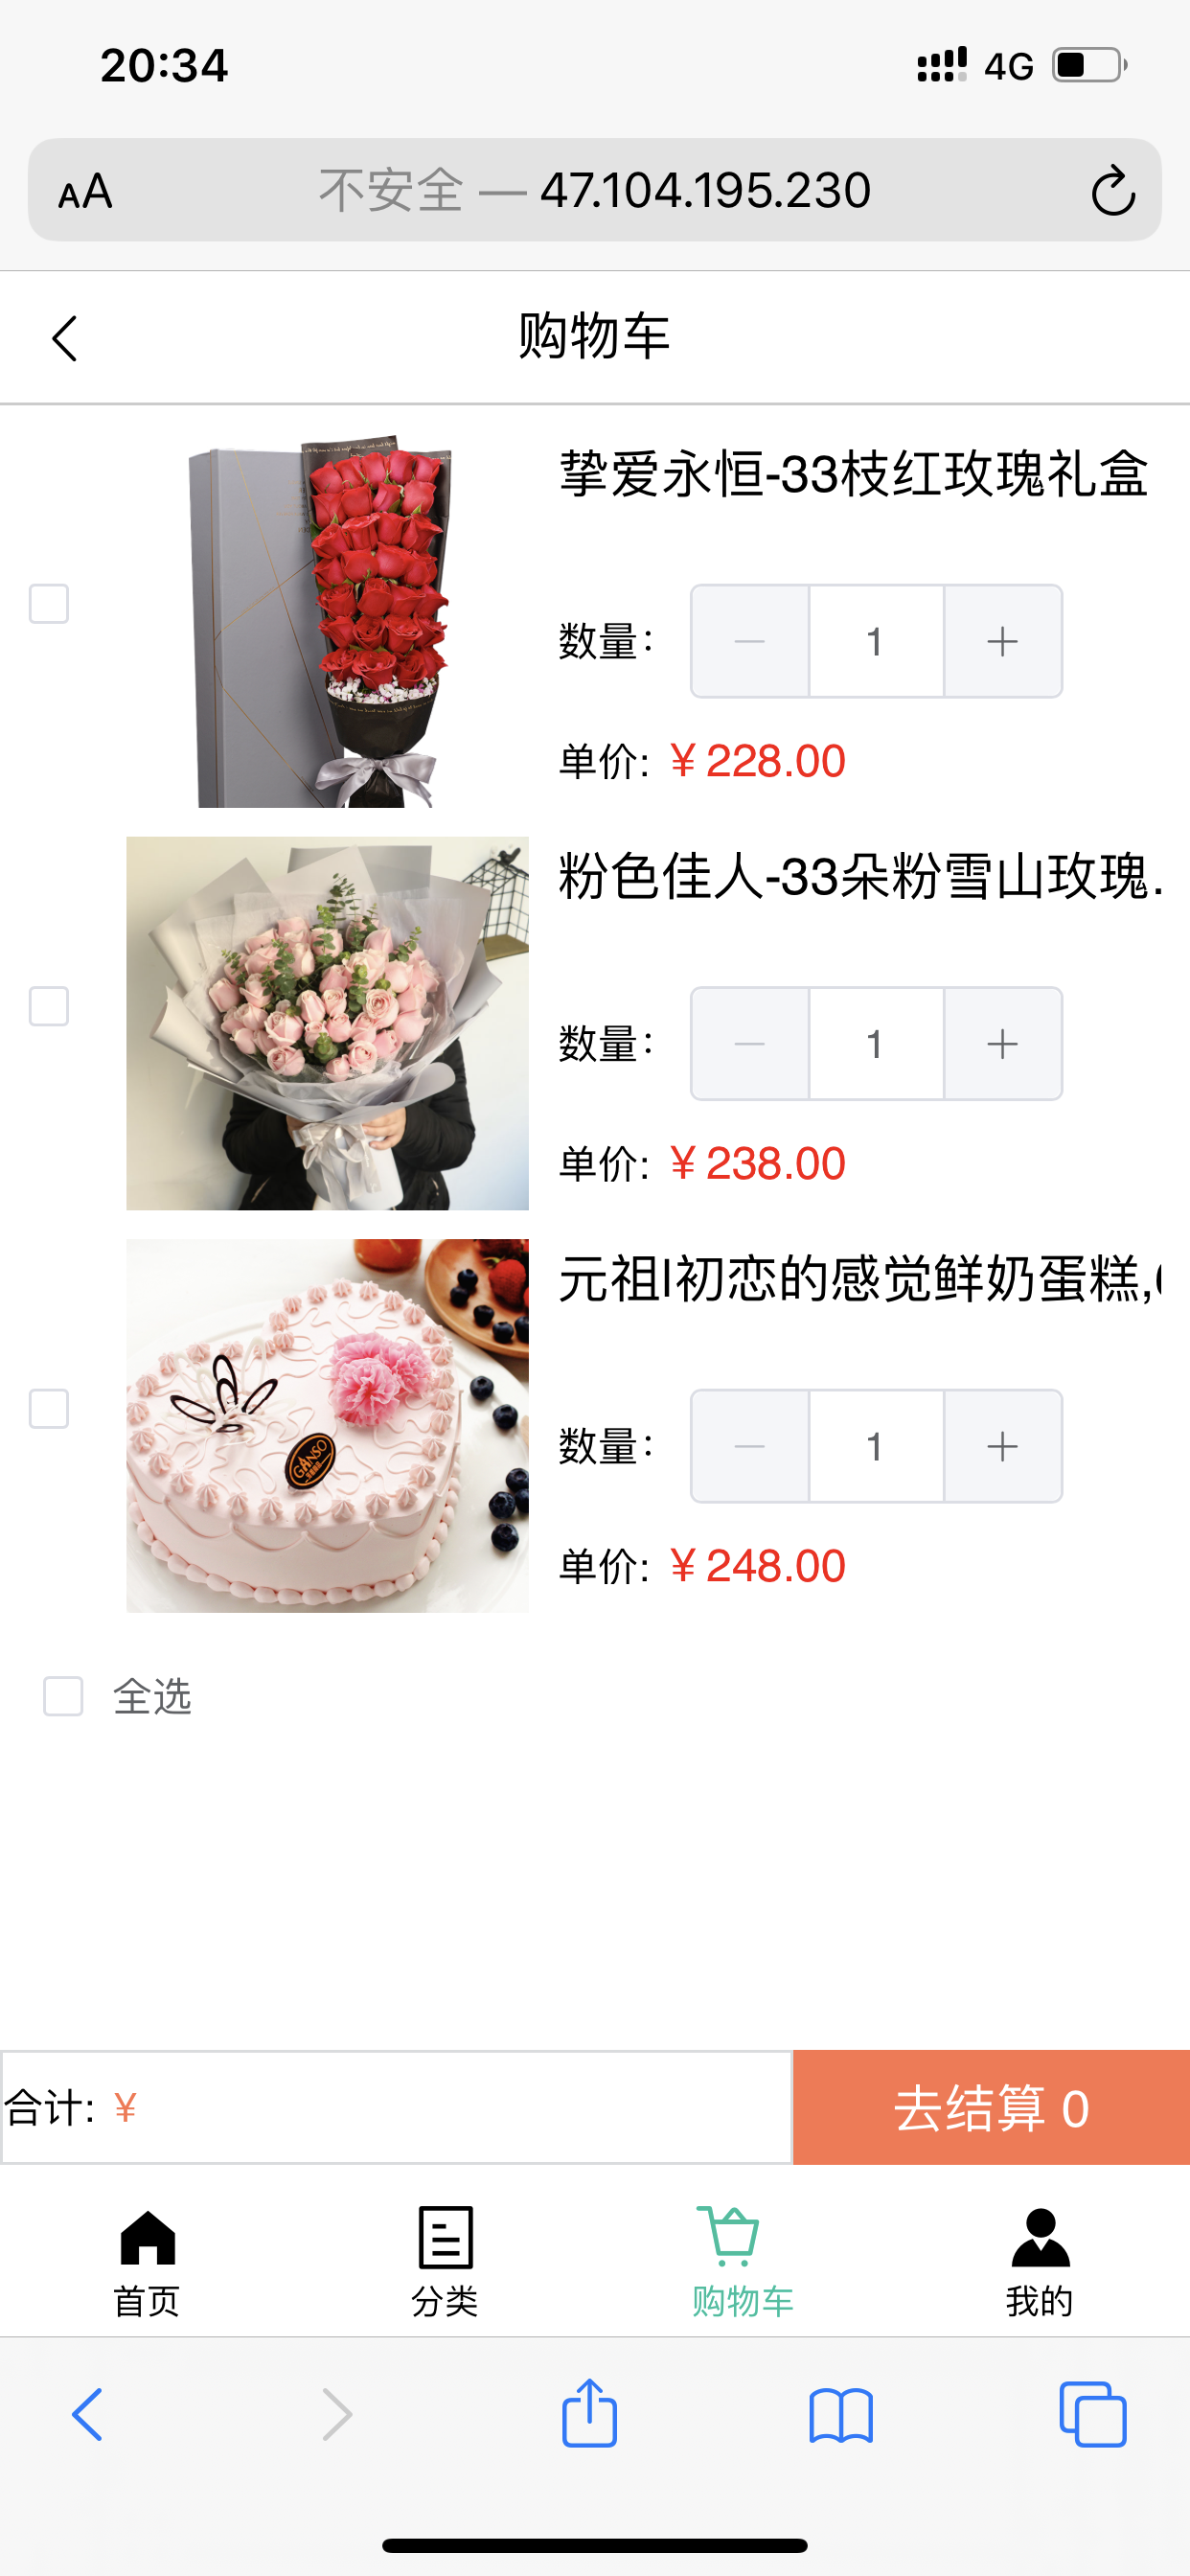 20:34
4G
AA
不安全 — 47.104.195.230
购物车
挚爱永恒-33枝红玫瑰礼盒
数量：
1
单价: ¥ 228.00
粉色佳人-33朵粉雪山玫瑰.
数量：
1
单价: ¥ 238.00
元祖|初恋的感觉鲜奶蛋糕,
GANSO
数量：
1
单价: ¥ 248.00
全选
合计: ¥
去结算 0
首页
分类
购物车
我的